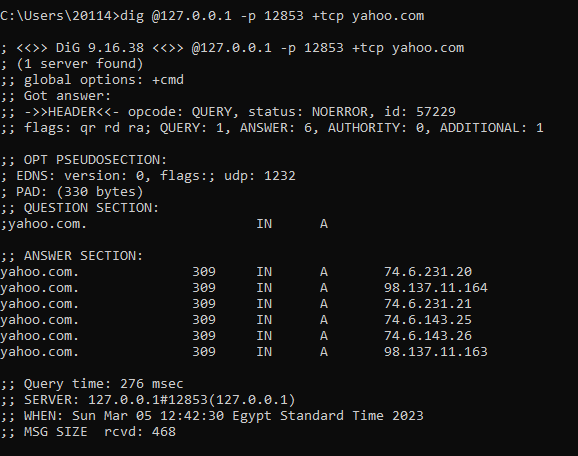 C:\Users\20114>dig @127.0.0.1 -p 12853 +tcp yahoo.com
; <<>> DiG 9.16.38 <<>> @127.0.0.1 -p 12853 +tcp yahoo.com
; (1 server found)
;; global options: +cmd
;; Got answer:
;; ->>HEADER<<- opcode: QUERY, status: NOERROR, id: 57229
;; flags: qr rd ra; QUERY: 1, ANSWER: 6, AUTHORITY: 0, ADDITIONAL: 1
;; OPT PSEUDOSECTION:
; EDNS: version: 0, flags:; udp: 1232
; PAD: (330 bytes)
;; QUESTION SECTION:
;yahoo.com. IN A
;; ANSWER SECTION:
yahoo.com. 309 IN A 74.6.231.20
yahoo.com. 309 IN A 98.137.11.164
yahoo.com. 309 IN A 74.6.231.21
yahoo.com. 309 IN A 74.6.143.25
yahoo.com. 309 IN A 74.6.143.26
yahoo.com. 309 IN A 98.137.11.163
;; Query time: 276 msec
;; SERVER: 127.0.0.1#12853(127.0.0.1)
;; WHEN: Sun Mar 05 12:42:30 Egypt Standard Time 2023
;; MSG SIZE rcvd: 468